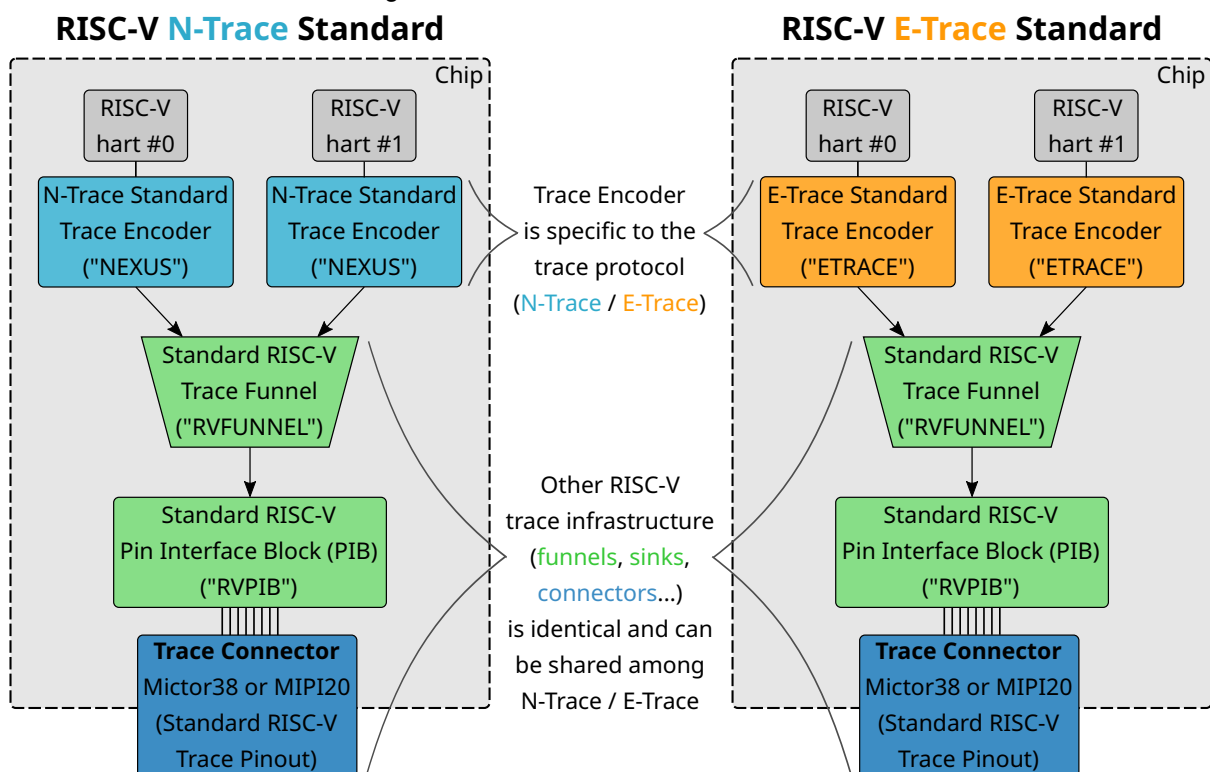 RISC-V N-Trace Standard
Chip
RISC-V
hart #0
RISC-V
hart #1
N-Trace Standard
Trace Encoder
("NEXUS")
N-Trace Standard
Trace Encoder
("NEXUS")
Standard RISC-V
Trace Funnel
("RVFUNNEL")
Standard RISC-V
Pin Interface Block (PIB)
("RVPIB")
Trace Connector
Mictor38 or MIPI20
(Standard RISC-V
Trace Pinout)
Trace Encoder
is specific to the
trace protocol
(N-Trace / E-Trace)
Other RISC-V
trace infrastructure
(funnels, sinks,
connectors...)
is identical and can
be shared among
N-Trace / E-Trace
RISC-V E-Trace Standard
Chip
RISC-V
hart #0
RISC-V
hart #1
E-Trace Standard
Trace Encoder
("ETRACE")
E-Trace Standard
Trace Encoder
("ETRACE")
Standard RISC-V
Trace Funnel
("RVFUNNEL")
Standard RISC-V
Pin Interface Block (PIB)
("RVPIB")
Trace Connector
Mictor38 or MIPI20
(Standard RISC-V
Trace Pinout)